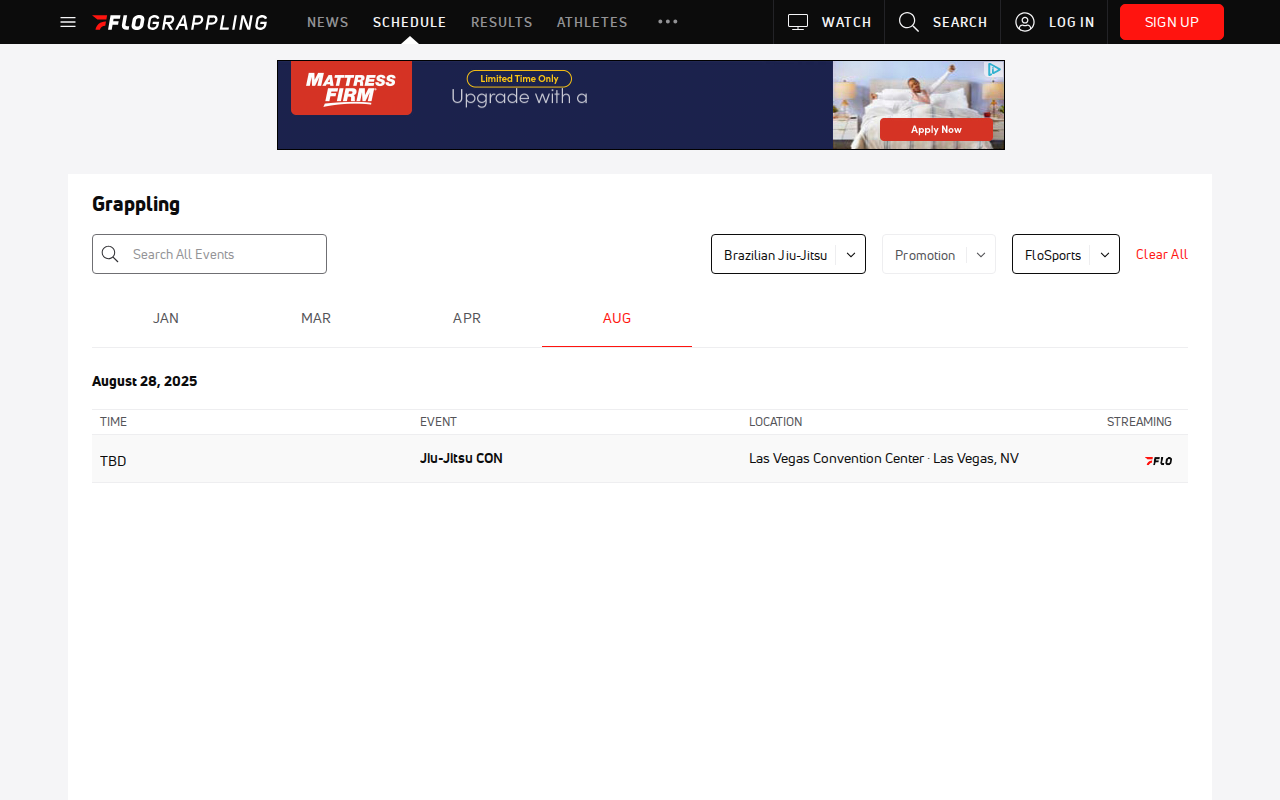 FLOGRAPPLING
NEWS
SCHEDULE
RESULTS
ATHLETES
WATCH
SEARCH
LOG IN
SIGN UP
MATTRESS
FIRM
Limited Time Only
Upgrade with a
Apply Now
Grappling
Search All Events
Brazilian Jiu-Jitsu
Promotion
FloSports
Clear All
JAN
MAR
APR
AUG
August 28, 2025
TIME
EVENT
LOCATION
STREAMING
TBD
Jiu-Jitsu CON
Las Vegas Convention Center · Las Vegas, NV
FLO